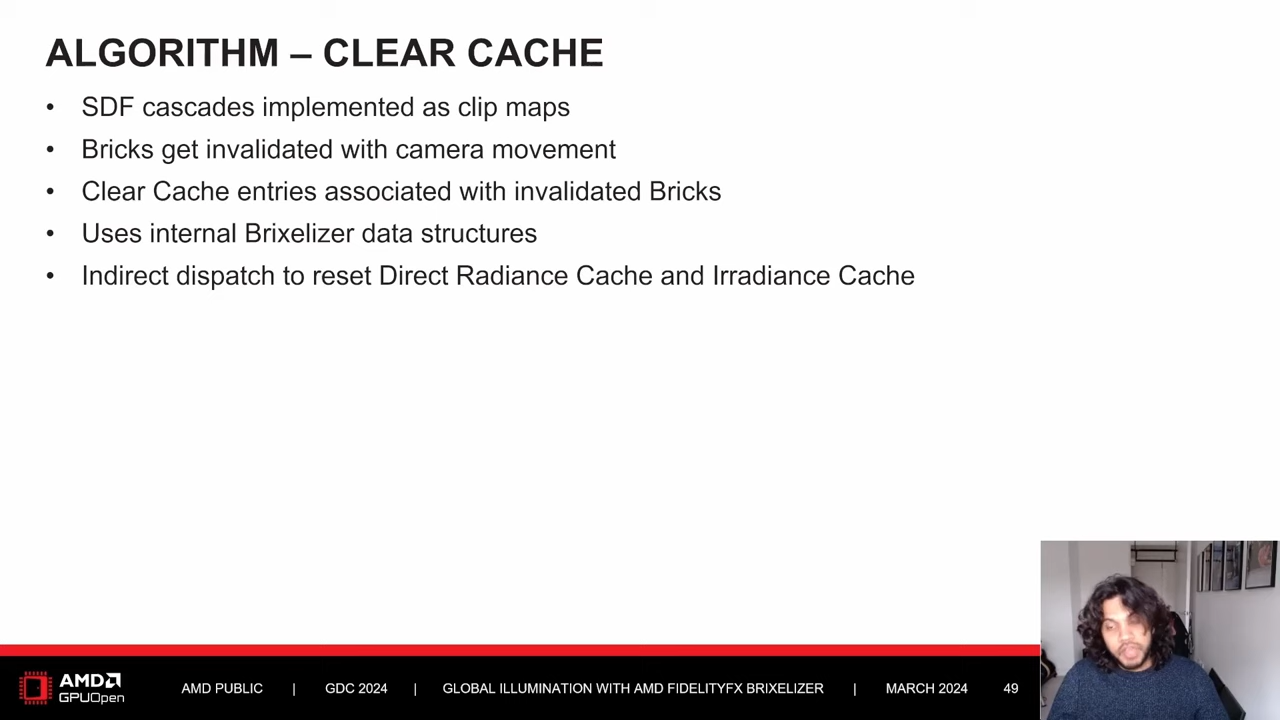 ALGORITHM – CLEAR CACHE
• SDF cascades implemented as clip maps
• Bricks get invalidated with camera movement
• Clear Cache entries associated with invalidated Bricks
• Uses internal Brixelizer data structures
• Indirect dispatch to reset Direct Radiance Cache and Irradiance Cache
AMD
GPUOpen
AMD PUBLIC | GDC 2024 | GLOBAL ILLUMINATION WITH AMD FIDELITYFX BRIXELIZER | MARCH 2024 49